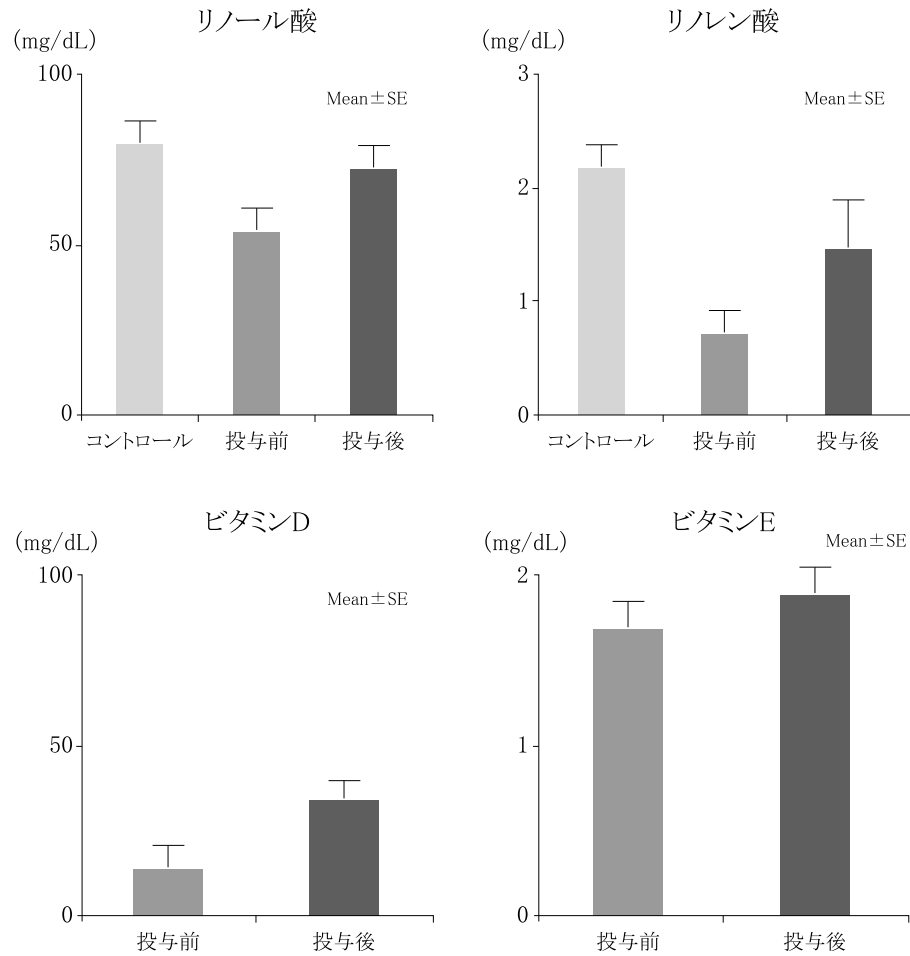 リノール酸
(mg/dL)
Mean±SE
100
50
0
コントロール 投与前 投与後
リノレン酸
(mg/dL)
Mean±SE
3
2
1
0
コントロール 投与前 投与後
ビタミンD
(mg/dL)
Mean±SE
100
50
0
投与前 投与後
ビタミンE
(mg/dL)
Mean±SE
2
1
0
投与前 投与後